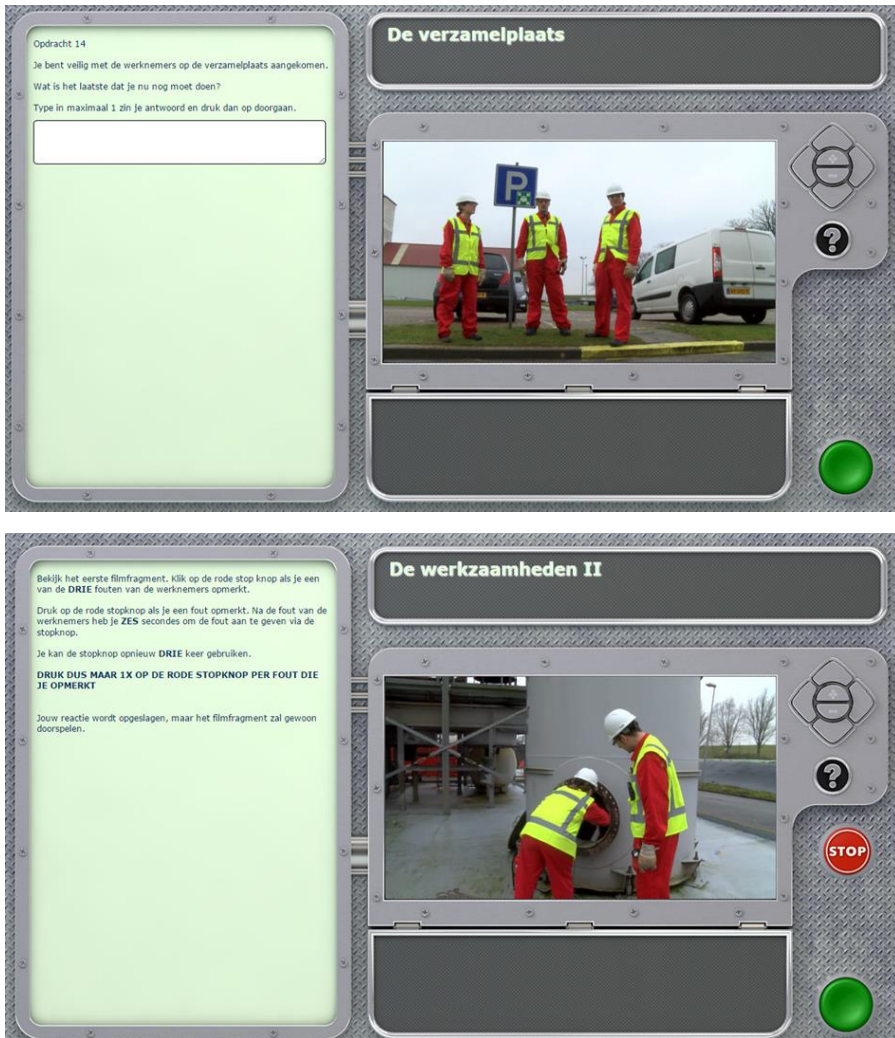 Opdracht 14
Je bent veilig met de werknemers op de verzamelplaats aangekomen.
Wat is het laatste dat je nu nog moet doen?
Type in maximaal 1 zin je antwoord en druk dan op doorgaan.
De verzamelplaats
P
?
Bekijk het eerste filmfragment. Klik op de rode stop knop als je een
van de DRIE fouten van de werknemers opmerkt.
Druk op de rode stopknop als je een fout opmerkt. Na de fout van de
werknemers heb je ZES secondes om de fout aan te geven via de
stopknop.
Je kan de stopknop opnieuw DRIE keer gebruiken.
DRUK DUS MAAR 1X OP DE RODE STOPKNOP PER FOUT DIE
JE OPMERKT
Jouw reactie wordt opgeslagen, maar het filmfragment zal gewoon
doorspelen.
De werkzaamheden II
?
STOP